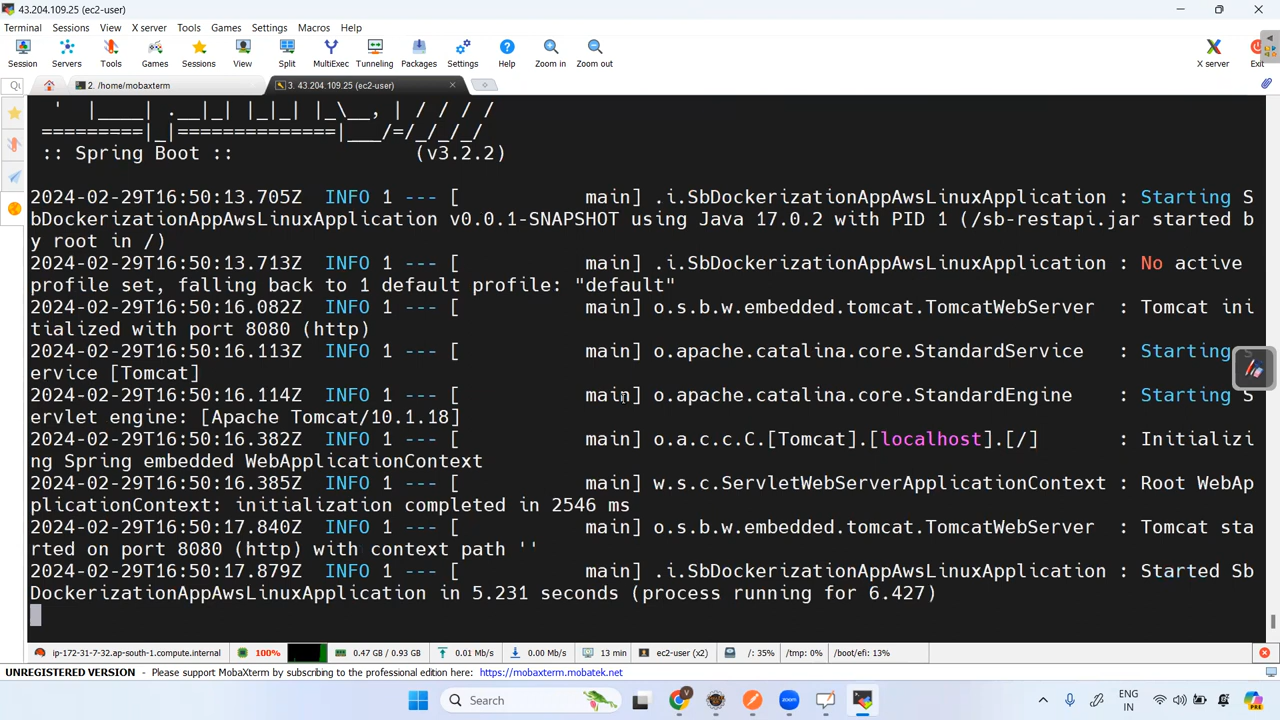 43.204.109.25 (ec2-user)
Terminal Sessions View X server Tools Games Settings Macros Help
Session Servers Tools Games Sessions View Split MultiExec Tunneling Packages Settings Help Zoom in Zoom out X server Exit
2. /home/mobaxterm 3. 43.204.109.25 (ec2-user)
' |____| .__|_| |_|_| |_\__, | / / / /
=========|_|==============|___/=/_/_/_/
:: Spring Boot :: (v3.2.2)
2024-02-29T16:50:13.705Z INFO 1 --- [ main] .i.SbDockerizationAppAwsLinuxApplication : Starting S
bDockerizationAppAwsLinuxApplication v0.0.1-SNAPSHOT using Java 17.0.2 with PID 1 (/sb-restapi.jar started b
y root in /)
2024-02-29T16:50:13.713Z INFO 1 --- [ main] .i.SbDockerizationAppAwsLinuxApplication : No active
profile set, falling back to 1 default profile: "default"
2024-02-29T16:50:16.082Z INFO 1 --- [ main] o.s.b.w.embedded.tomcat.TomcatWebServer : Tomcat ini
tialized with port 8080 (http)
2024-02-29T16:50:16.113Z INFO 1 --- [ main] o.apache.catalina.core.StandardService : Starting S
ervice [Tomcat]
2024-02-29T16:50:16.114Z INFO 1 --- [ main] o.apache.catalina.core.StandardEngine : Starting S
ervlet engine: [Apache Tomcat/10.1.18]
2024-02-29T16:50:16.382Z INFO 1 --- [ main] o.a.c.c.C.[Tomcat].[localhost].[/] : Initializi
ng Spring embedded WebApplicationContext
2024-02-29T16:50:16.385Z INFO 1 --- [ main] w.s.c.ServletWebServerApplicationContext : Root WebAp
plicationContext: initialization completed in 2546 ms
2024-02-29T16:50:17.840Z INFO 1 --- [ main] o.s.b.w.embedded.tomcat.TomcatWebServer : Tomcat sta
rted on port 8080 (http) with context path ''
2024-02-29T16:50:17.879Z INFO 1 --- [ main] .i.SbDockerizationAppAwsLinuxApplication : Started Sb
DockerizationAppAwsLinuxApplication in 5.231 seconds (process running for 6.427)
ip-172-31-7-32.ap-south-1.compute.internal 100% 0.47 GB / 0.93 GB 0.01 Mb/s 0.00 Mb/s 13 min ec2-user (x2) /: 35% /tmp: 0% /boot/efi: 13%
UNREGISTERED VERSION - Please support MobaXterm by subscribing to the professional edition here: https://mobaxterm.mobatek.net
Search
ENG
IN